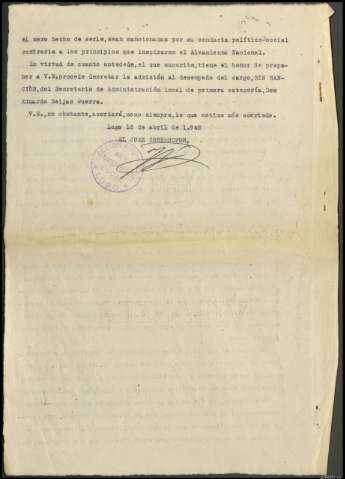 el mero hecho de serlo, sean sancionados por su conducta político-social
contraria a los principios que inspiraron el Alzamiento Nacional.
En virtud de cuanto antecede, el que suscribe, tiene el honor de propo-
ner a V.E. procede decretar la admisión al desempeño del cargo, SIN SAN-
CIÓN, del Secretario de Administración Local de primera categoría, Don
Eduardo Seijas Guerra.
V.E., no obstante, acordará, como siempre, lo que estime más acertado.
Lugo 15 de Abril de 1.942
EL JUEZ INSTRUCTOR,
LUGO